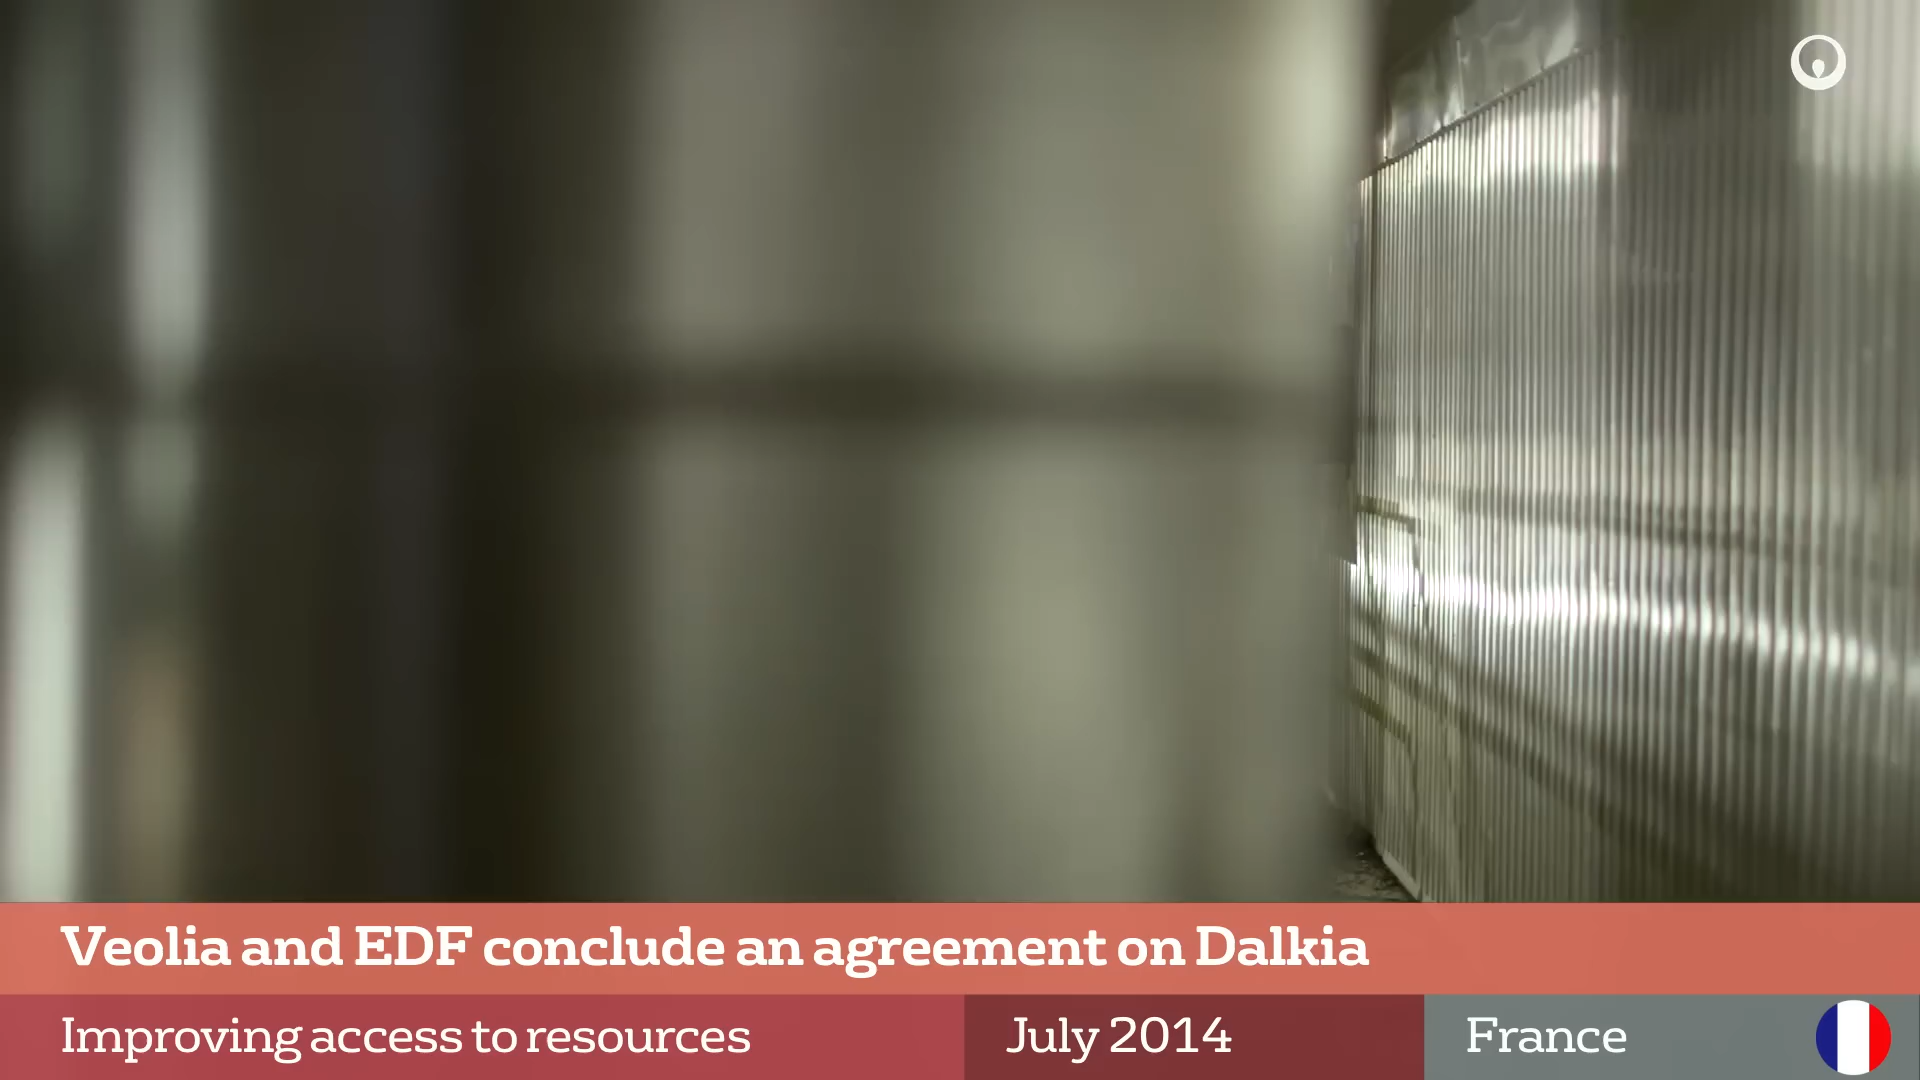 Veolia and EDF conclude an agreement on Dalkia
Improving access to resources
July 2014
France